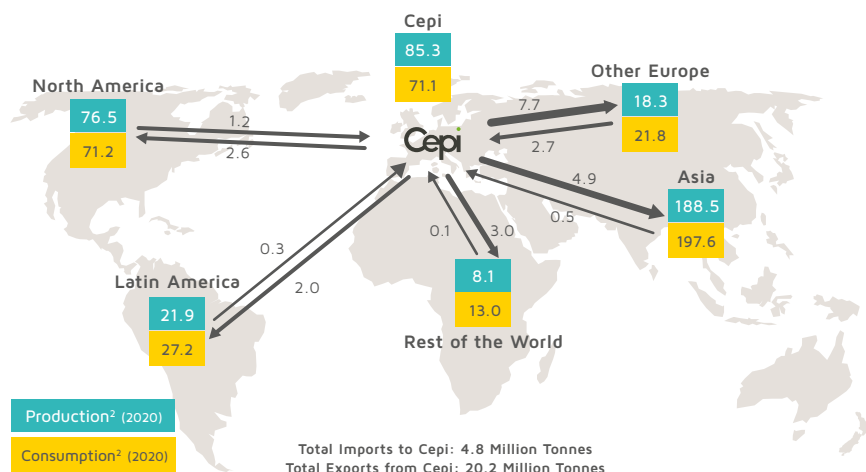 Cepi
85.3
71.1
North America
76.5
71.2
1.2
2.6
Cepi
Other Europe
18.3
21.8
7.7
2.7
Asia
188.5
197.6
4.9
0.5
0.3
2.0
0.1
3.0
Latin America
21.9
27.2
8.1
13.0
Rest of the World
Production² (2020)
Consumption² (2020)
Total Imports to Cepi: 4.8 Million Tonnes
Total Exports from Cepi: 20.2 Million Tonnes